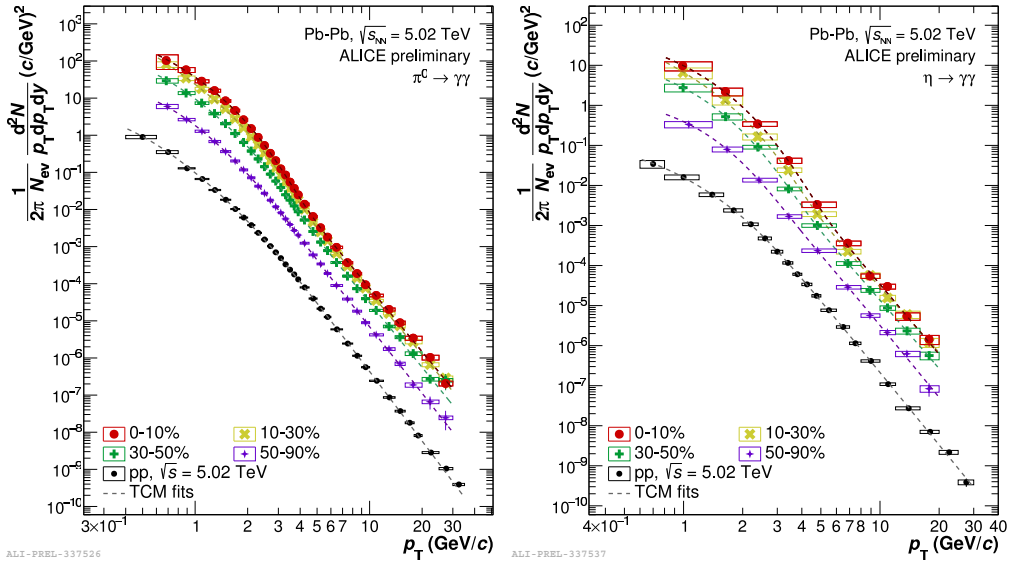 1/2π 1/N_ev d²N/p_T dp_T dy (c/GeV)²
10³
10²
10
1
10⁻¹
10⁻²
10⁻³
10⁻⁴
10⁻⁵
10⁻⁶
10⁻⁷
10⁻⁸
10⁻⁹
10⁻¹⁰
Pb-Pb, √s_NN = 5.02 TeV
ALICE preliminary
π⁰ → γγ
0-10% 10-30%
30-50% 50-90%
pp, √s = 5.02 TeV
TCM fits
3×10⁻¹ 1 2 3 4 5 6 7 10 20 30
p_T (GeV/c)
ALI-PREL-337526
1/2π 1/N_ev d²N/p_T dp_T dy (c/GeV)²
10³
10²
10
1
10⁻¹
10⁻²
10⁻³
10⁻⁴
10⁻⁵
10⁻⁶
10⁻⁷
10⁻⁸
10⁻⁹
10⁻¹⁰
Pb-Pb, √s_NN = 5.02 TeV
ALICE preliminary
η → γγ
0-10% 10-30%
30-50% 50-90%
pp, √s = 5.02 TeV
TCM fits
4×10⁻¹ 1 2 3 4 5 6 7 8 10 20 30 40
p_T (GeV/c)
ALI-PREL-337537